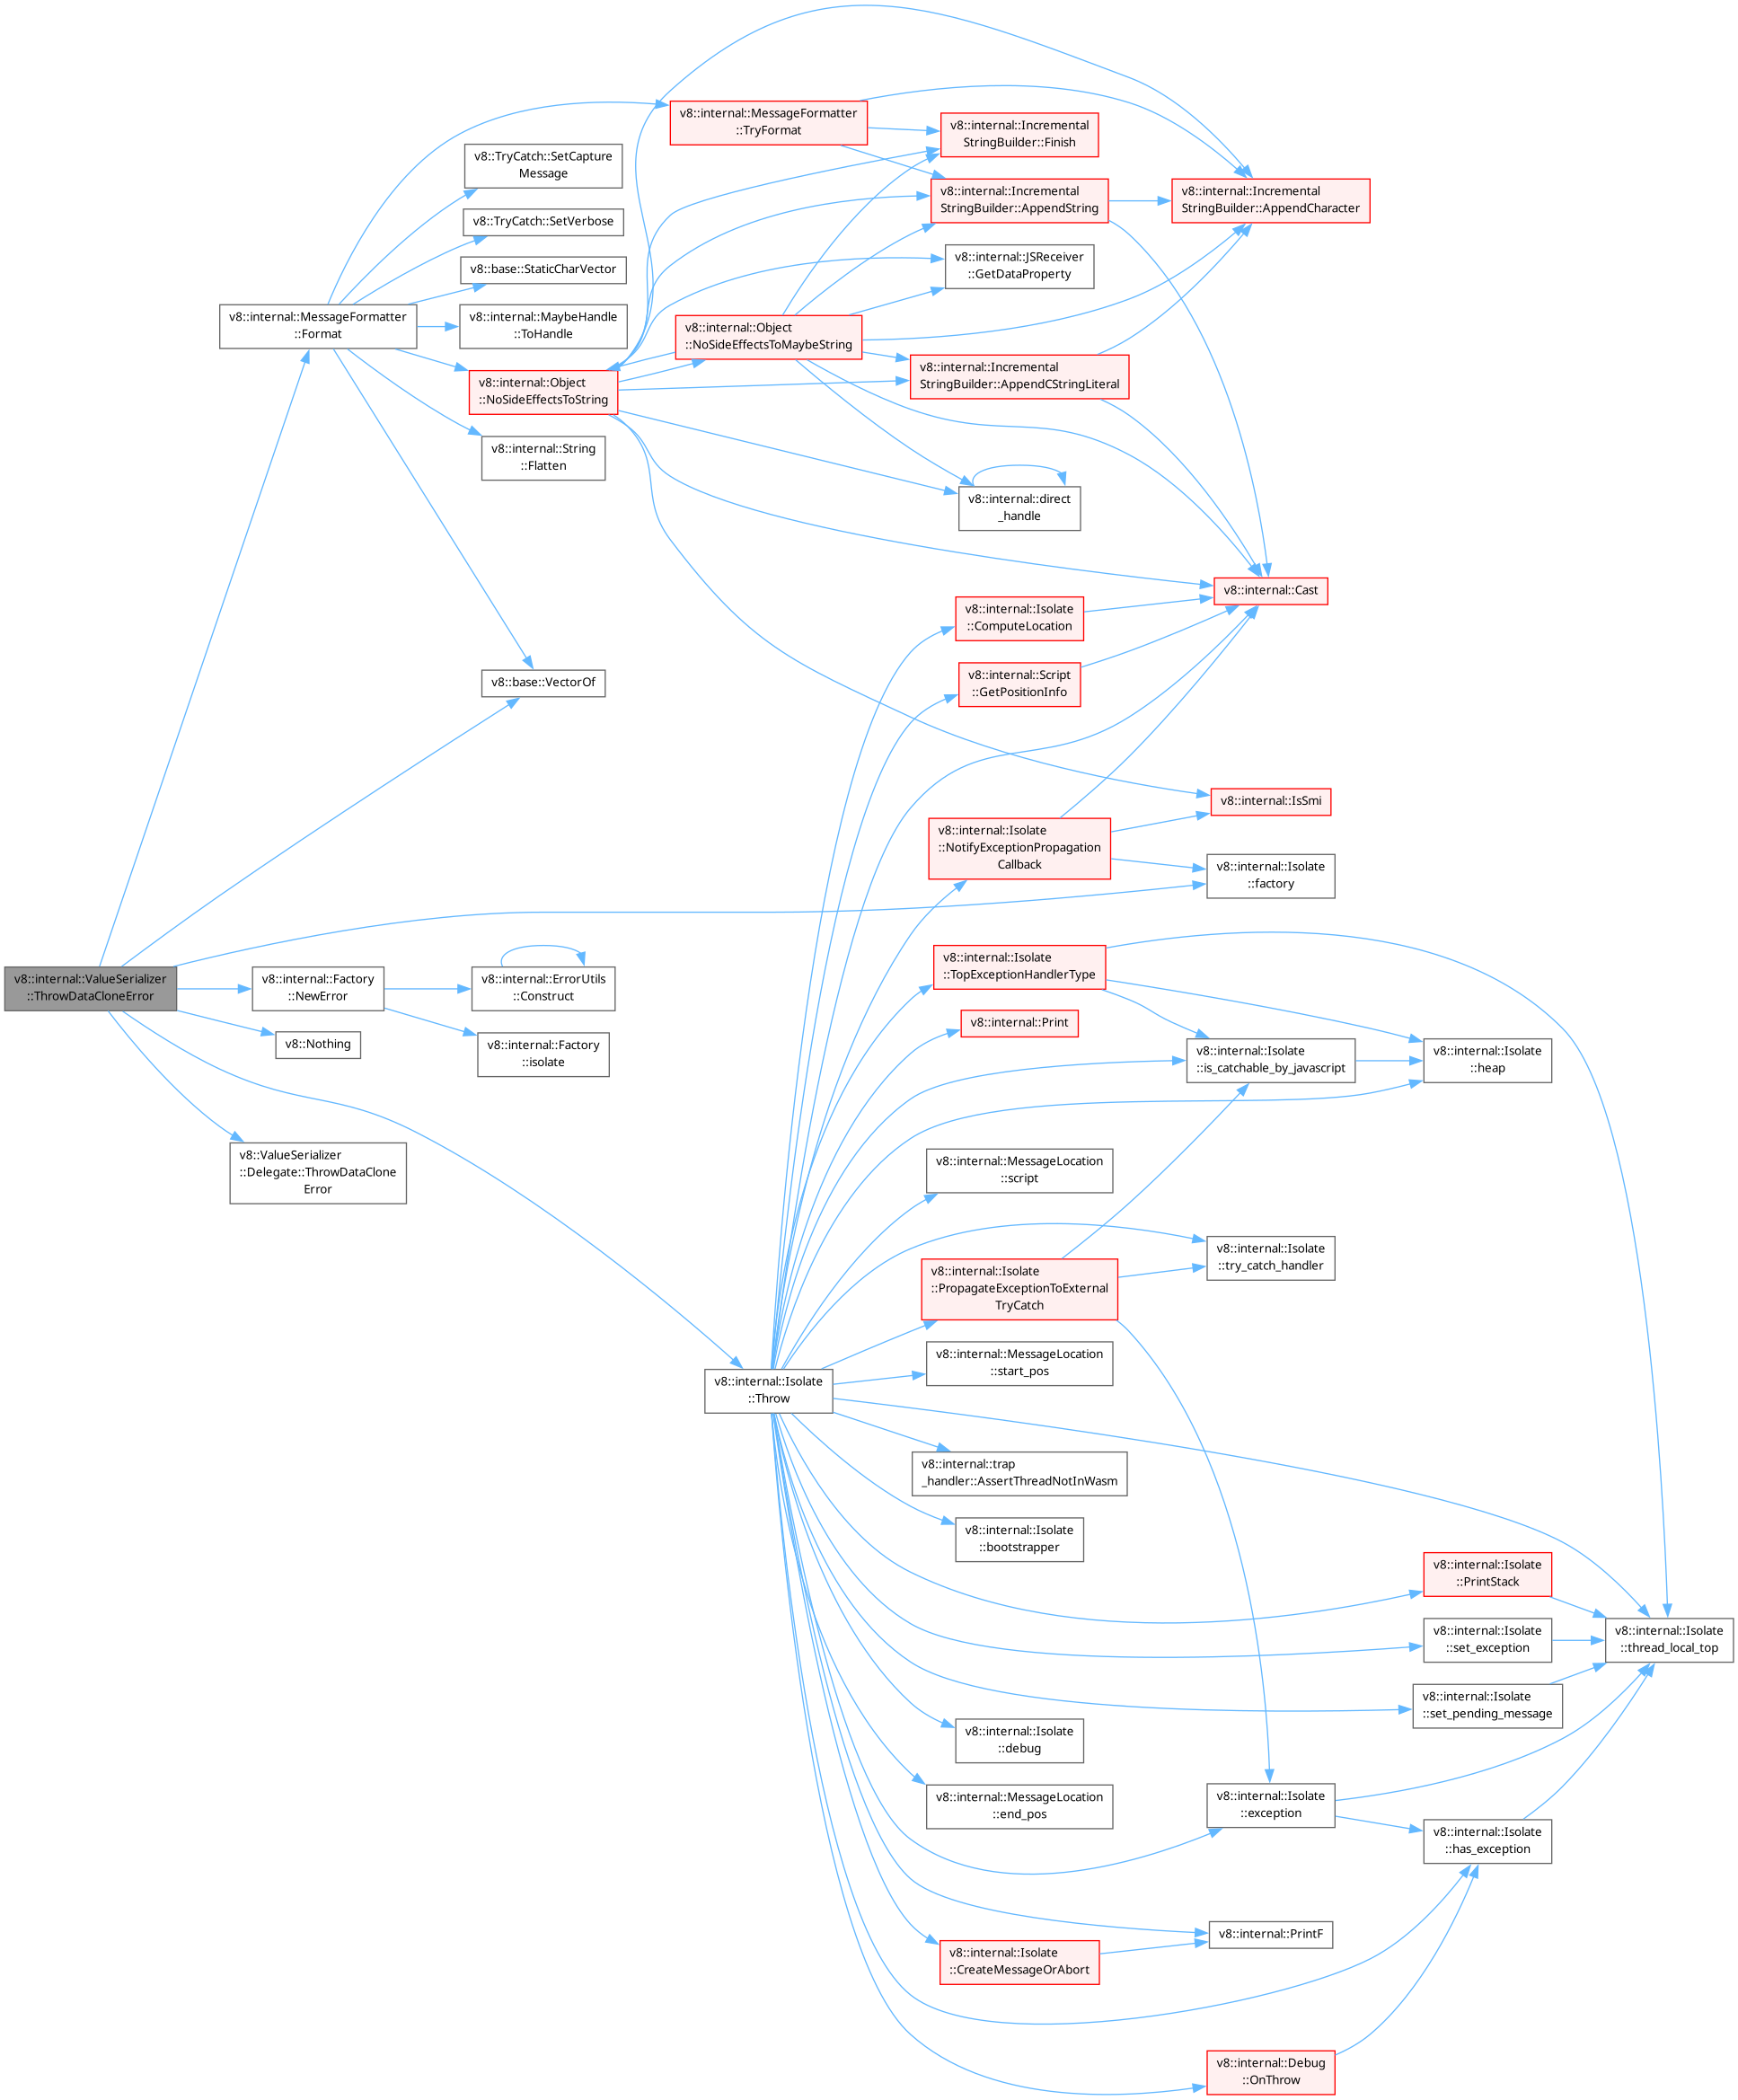 v8::internal::MessageFormatter
::TryFormat
v8::internal::Incremental
StringBuilder::Finish
v8::TryCatch::SetCapture
Message
v8::internal::Incremental
StringBuilder::AppendString
v8::internal::Incremental
StringBuilder::AppendCharacter
v8::TryCatch::SetVerbose
v8::base::StaticCharVector
v8::internal::JSReceiver
::GetDataProperty
v8::internal::MessageFormatter
::Format
v8::internal::MaybeHandle
::ToHandle
v8::internal::Object
::NoSideEffectsToMaybeString
v8::internal::Object
::NoSideEffectsToString
v8::internal::Incremental
StringBuilder::AppendCStringLiteral
v8::internal::String
::Flatten
v8::internal::direct
_handle
v8::internal::Cast
v8::internal::Isolate
::ComputeLocation
v8::base::VectorOf
v8::internal::Script
::GetPositionInfo
v8::internal::IsSmi
v8::internal::Isolate
::NotifyExceptionPropagation
Callback
v8::internal::Isolate
::factory
v8::internal::ValueSerializer
::ThrowDataCloneError
v8::internal::Factory
::NewError
v8::internal::ErrorUtils
::Construct
v8::internal::Isolate
::TopExceptionHandlerType
v8::internal::Print
v8::Nothing
v8::internal::Factory
::isolate
v8::internal::Isolate
::is_catchable_by_javascript
v8::internal::Isolate
::heap
v8::ValueSerializer
::Delegate::ThrowDataClone
Error
v8::internal::MessageLocation
::script
v8::internal::Isolate
::try_catch_handler
v8::internal::Isolate
::PropagateExceptionToExternal
TryCatch
v8::internal::MessageLocation
::start_pos
v8::internal::Isolate
::Throw
v8::internal::trap
_handler::AssertThreadNotInWasm
v8::internal::Isolate
::bootstrapper
v8::internal::Isolate
::PrintStack
v8::internal::Isolate
::set_exception
v8::internal::Isolate
::thread_local_top
v8::internal::Isolate
::set_pending_message
v8::internal::Isolate
::debug
v8::internal::MessageLocation
::end_pos
v8::internal::Isolate
::exception
v8::internal::Isolate
::has_exception
v8::internal::PrintF
v8::internal::Isolate
::CreateMessageOrAbort
v8::internal::Debug
::OnThrow